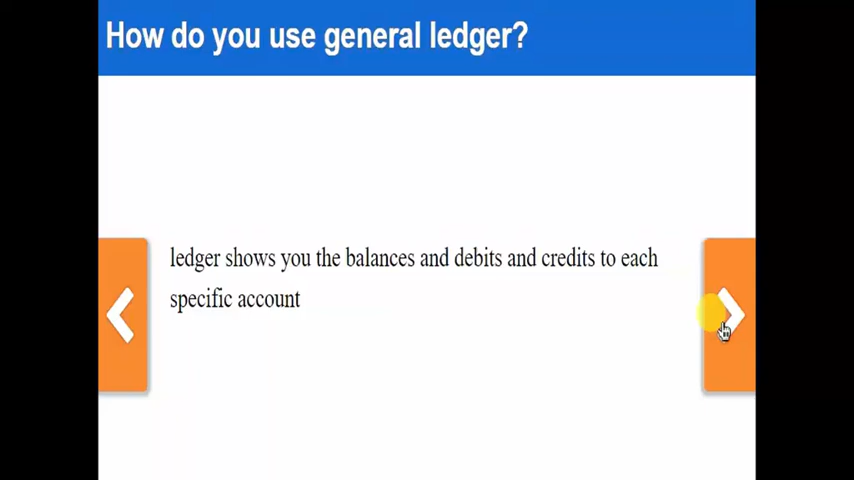 How do you use general ledger?
ledger shows you the balances and debits and credits to each
specific account